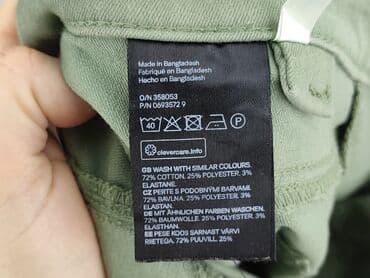 Made in Bangladesh
Fabriqué en Bangladesh
Hecho en Bangladesh
O/N 358053
P/N 0693572 9
40 P
clevercare.info
GB WASH WITH SIMILAR COLOURS.
72% COTTON, 25% POLYESTER, 3%
ELASTANE.
CZ PERTE S PODOBNÝMI BARVAMI.
72% BAVLNA, 25% POLYESTER, 3%
ELASTAN.
DE MIT ÄHNLICHEN FARBEN WASCHEN.
72% BAUMWOLLE, 25% POLYESTER, 3%
ELASTHAN.
EE PESE KOOS SARNAST VÄRVI
RIIETEGA. 72% PUUVILL, 25%